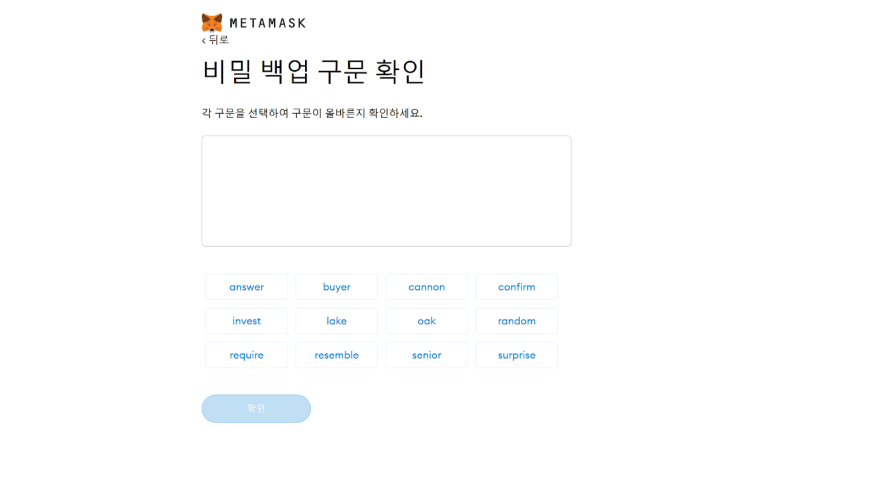 METAMASK
‹ 뒤로
비밀 백업 구문 확인
각 구문을 선택하여 구문이 올바른지 확인하세요.
answer buyer cannon confirm
invest lake oak random
require resemble senior surprise
확인